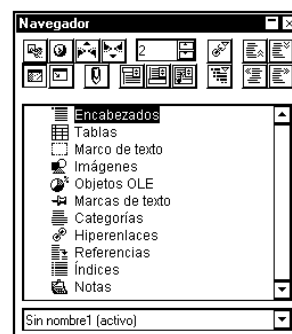 Navegador
2
Encabezados
Tablas
Marco de texto
Imágenes
Objetos OLE
Marcas de texto
Categorías
Hiperenlaces
Referencias
Índices
Notas
Sin nombre1 (activo)